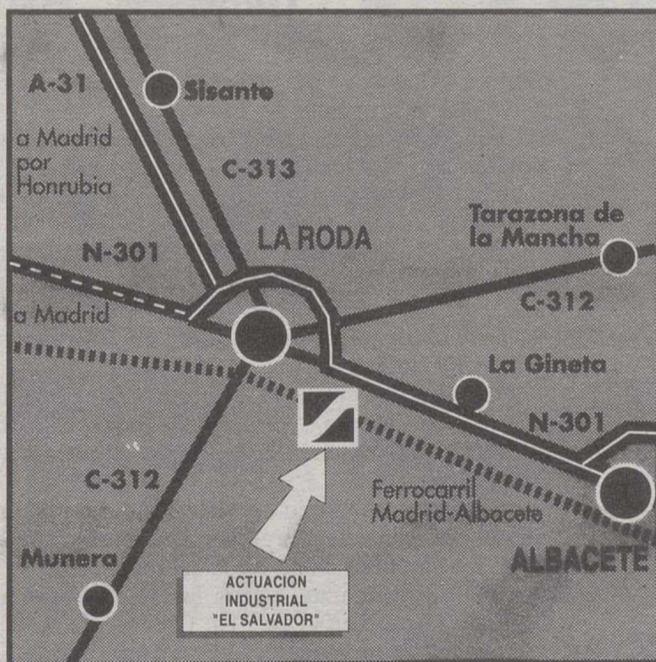 A-31
Sisante
a Madrid
por
Honrubia
C-313
LA RODA
Tarazona de
la Mancha
N-301
C-312
a Madrid
La Gineta
N-301
C-312
Ferrocarril
Madrid-Albacete
Munera
ALBACETE
ACTUACION
INDUSTRIAL
"EL SALVADOR"